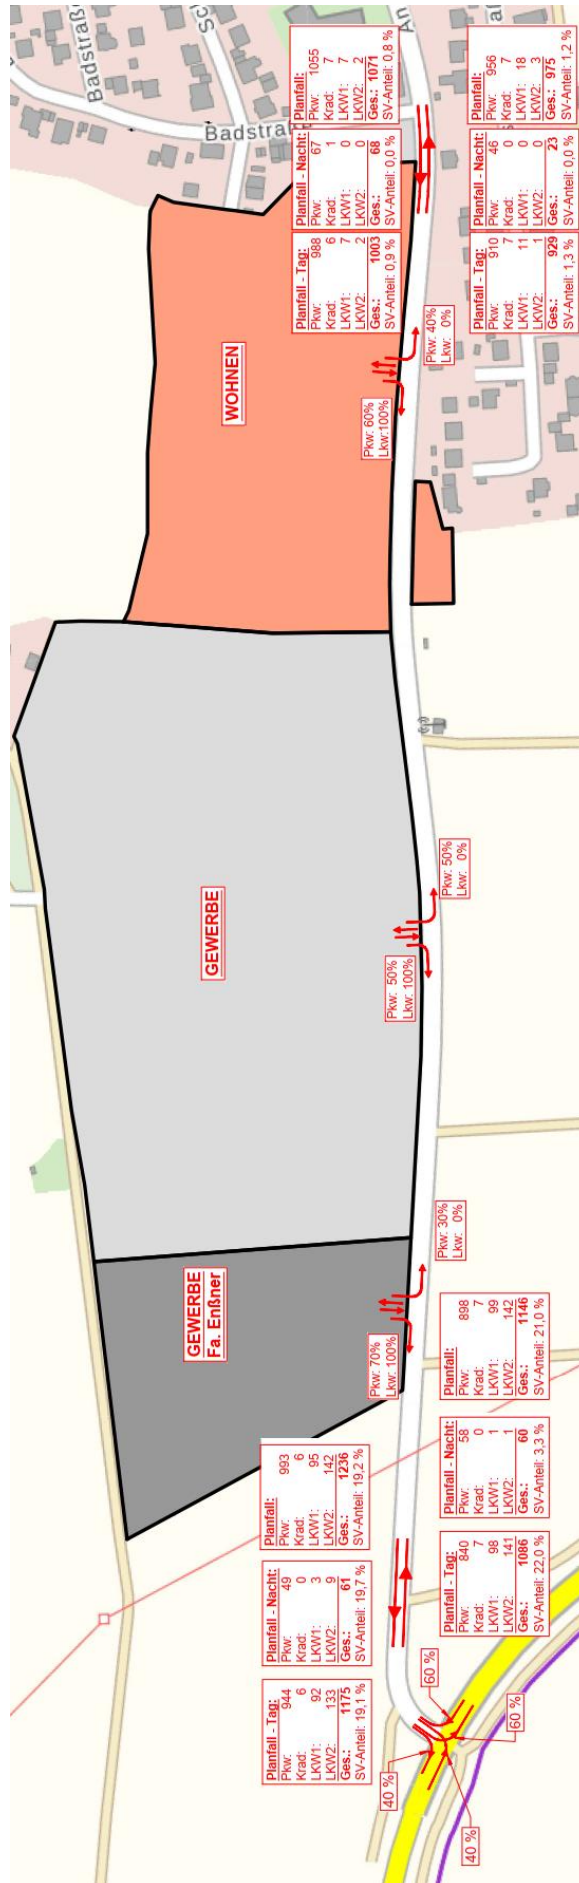 Badstraße
GEWERBE
Fa. Enßner
GEWERBE
WOHNEN
Planfall - Tag:
Pkw: 944
Krad: 6
LKW1: 92
LKW2: 133
Ges.: 1175
SV-Anteil: 19,1 %
Planfall - Nacht:
Pkw: 49
Krad: 0
LKW1: 3
LKW2: 9
Ges.: 61
SV-Anteil: 19,7 %
Planfall:
Pkw: 993
Krad: 6
LKW1: 95
LKW2: 142
Ges.: 1236
SV-Anteil: 19,2 %
Planfall - Tag:
Pkw: 988
Krad: 6
LKW1: 7
LKW2: 2
Ges.: 1003
SV-Anteil: 0,9 %
Planfall - Nacht:
Pkw: 67
Krad: 1
LKW1: 0
LKW2: 0
Ges.: 68
SV-Anteil: 0,0 %
Planfall:
Pkw: 1055
Krad: 7
LKW1: 7
LKW2: 2
Ges.: 1071
SV-Anteil: 0,8 %
Pkw: 70%
Lkw: 100%
Pkw: 30%
Lkw: 0%
Pkw: 50%
Lkw: 100%
Pkw: 50%
Lkw: 0%
Pkw: 60%
Lkw:100%
Pkw: 40%
Lkw: 0%
40 %
60 %
40 %
60 %
Planfall - Tag:
Pkw: 840
Krad: 7
LKW1: 98
LKW2: 141
Ges.: 1086
SV-Anteil: 22,0 %
Planfall - Nacht:
Pkw: 58
Krad: 0
LKW1: 1
LKW2: 1
Ges.: 60
SV-Anteil: 3,3 %
Planfall:
Pkw: 898
Krad: 7
LKW1: 99
LKW2: 142
Ges.: 1146
SV-Anteil: 21,0 %
Planfall - Tag:
Pkw: 910
Krad: 7
LKW1: 11
LKW2: 1
Ges.: 929
SV-Anteil: 1,3 %
Planfall - Nacht:
Pkw: 46
Krad: 0
LKW1: 0
LKW2: 0
Ges.: 23
SV-Anteil: 0,0 %
Planfall:
Pkw: 956
Krad: 7
LKW1: 18
LKW2: 3
Ges.: 975
SV-Anteil: 1,2 %